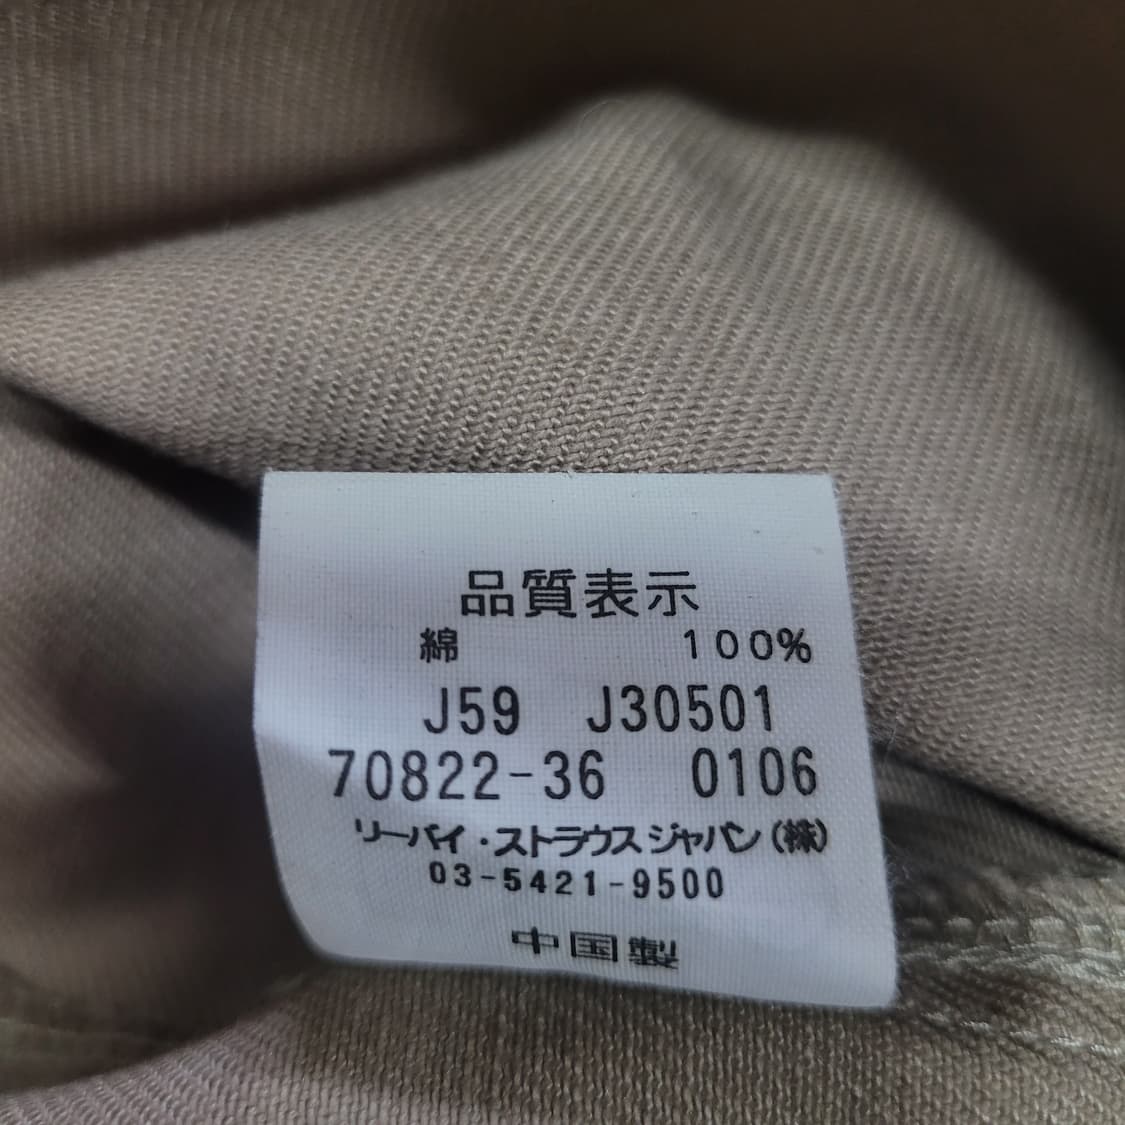 品質表示
綿 100%
J59 J30501
70822-36 0106
リーバイ・ストラウス ジャパン(株)
03-5421-9500
中国製